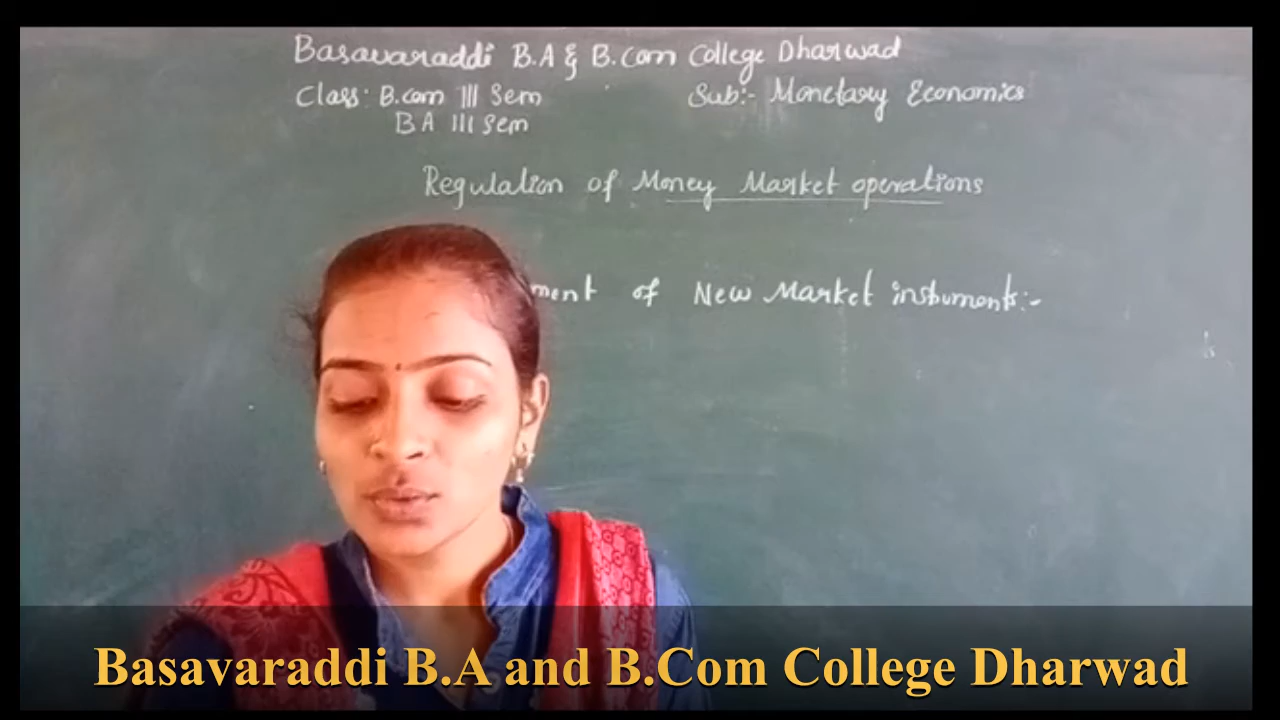 Basavaraddi B.A & B.Com College Dharwad
Class: B.com III Sem Sub:- Monetary Economics
B A III Sem
Regulation of Money Market operations
ment of New Market instuments:-
Basavaraddi B.A and B.Com College Dharwad